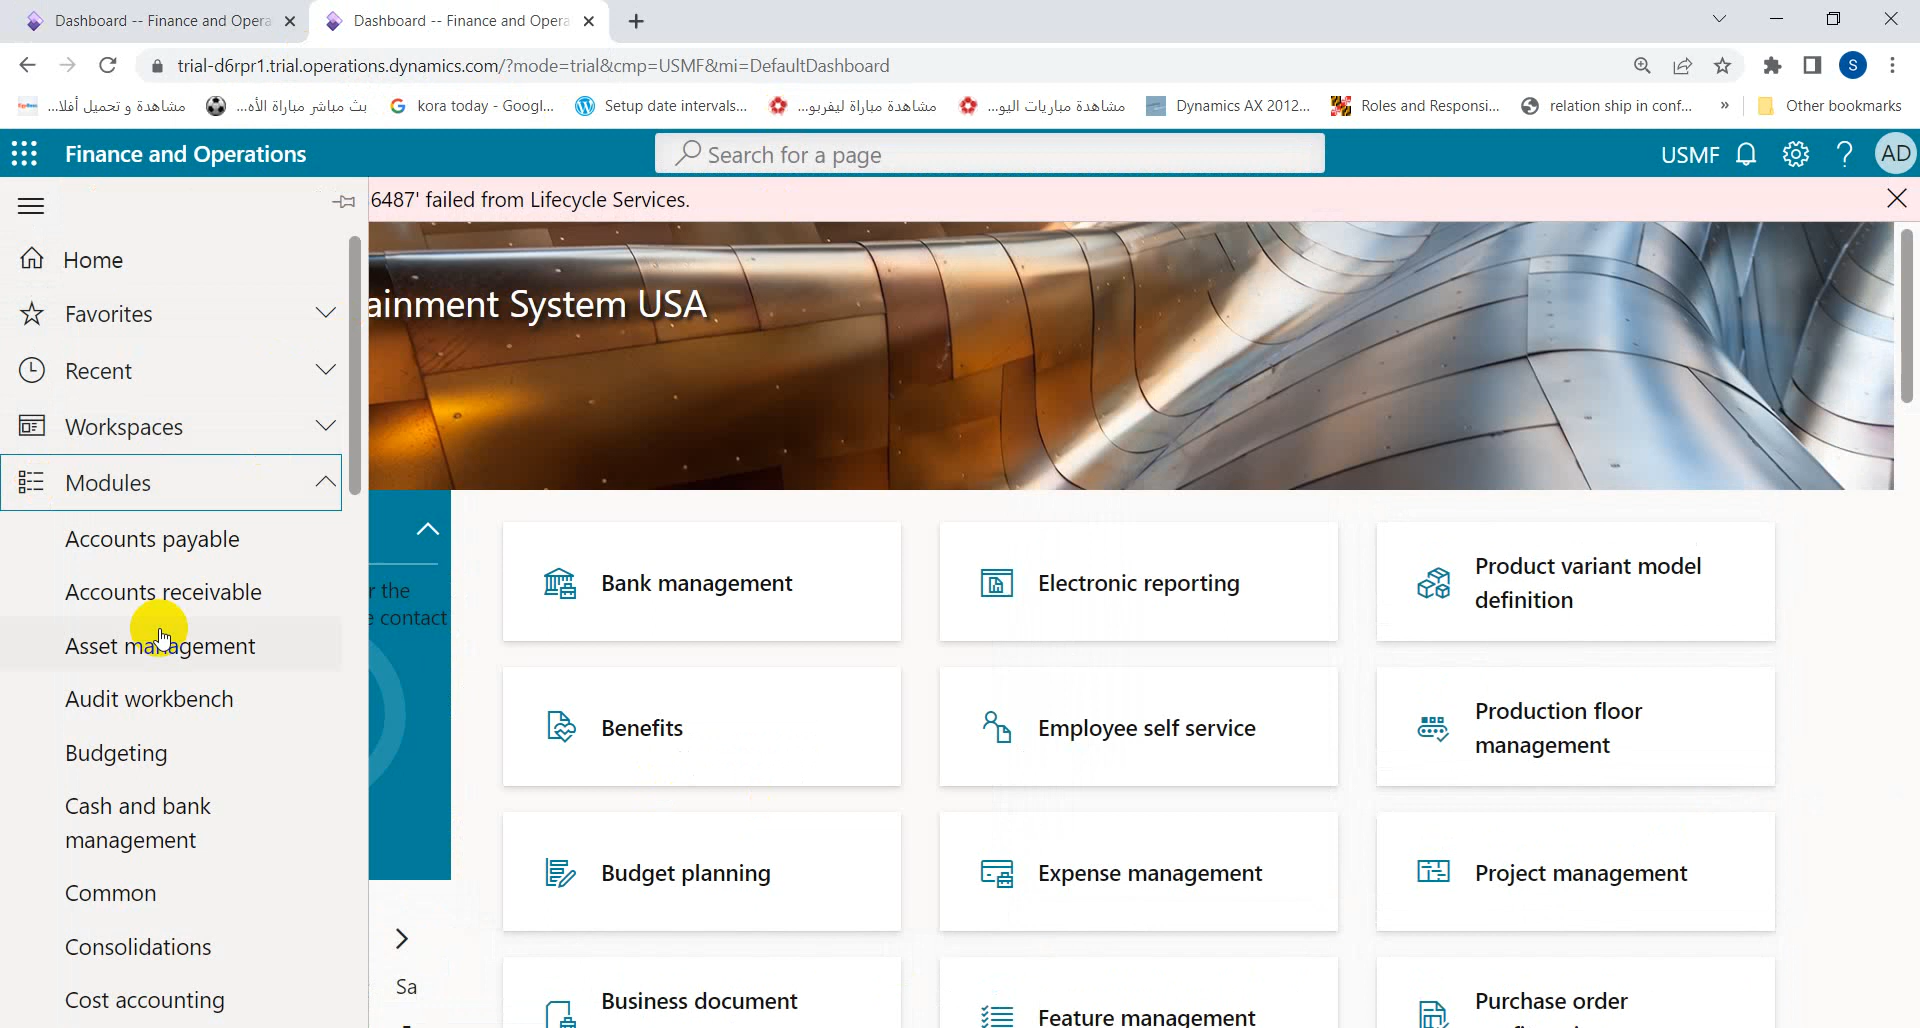 Dashboard -- Finance and Opera
Dashboard -- Finance and Opera
trial-d6rpr1.trial.operations.dynamics.com/?mode=trial&cmp=USMF&mi=DefaultDashboard
S
مشاهدة و تحميل أفلا...
بث مباشر مباراة الأه...
kora today - Googl...
Setup date intervals...
مشاهدة مباراة ليفربو...
مشاهدة مباريات اليو...
Dynamics AX 2012...
Roles and Responsi...
relation ship in conf...
»
Other bookmarks
Finance and Operations
Search for a page
USMF
?
AD
6487' failed from Lifecycle Services.
Home
Favorites
Recent
Workspaces
Modules
Accounts payable
Accounts receivable
Asset management
Audit workbench
Budgeting
Cash and bank
management
Common
Consolidations
Cost accounting
ainment System USA
r the
e contact
Sa
Bank management
Electronic reporting
Product variant model
definition
Benefits
Employee self service
Production floor
management
Budget planning
Expense management
Project management
Business document
Feature management
Purchase order